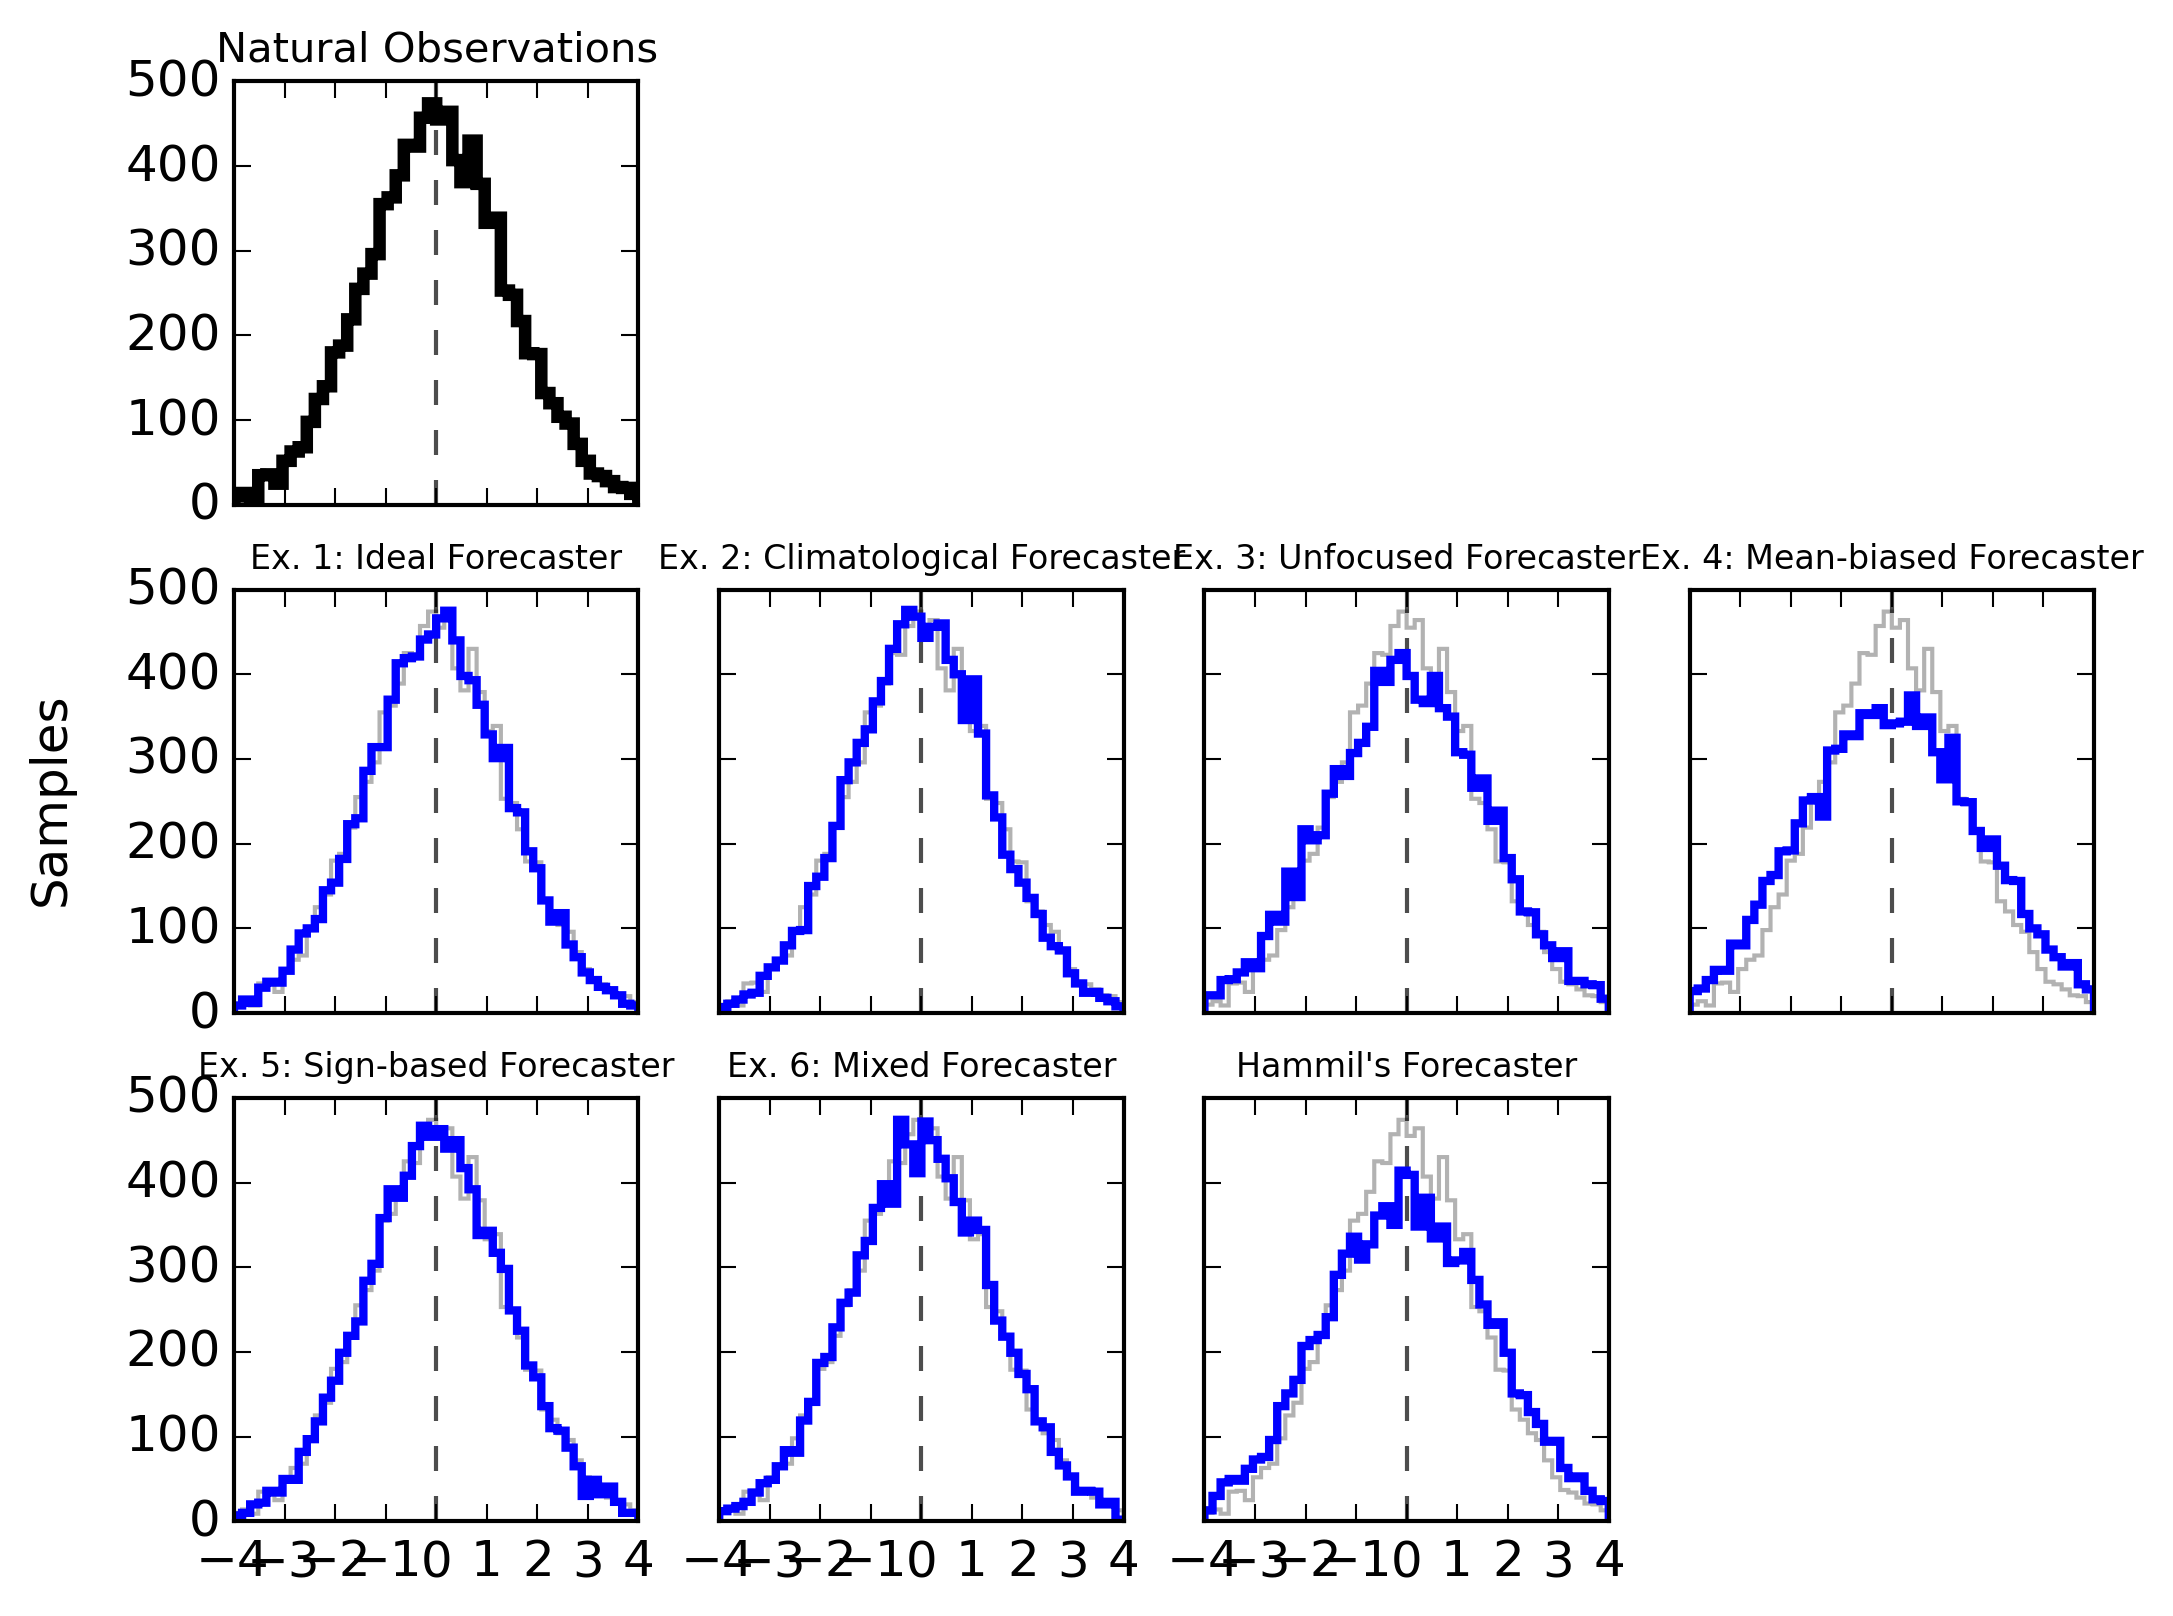 Natural Observations
500
400
300
200
100
0
Samples
Ex. 1: Ideal Forecaster
Ex. 2: Climatological Forecaster
Ex. 3: Unfocused Forecaster
Ex. 4: Mean-biased Forecaster
500
400
300
200
100
0
Ex. 5: Sign-based Forecaster
Ex. 6: Mixed Forecaster
Hammil's Forecaster
500
400
300
200
100
0
−4 −3 −2 −1 0 1 2 3 4
−4 −3 −2 −1 0 1 2 3 4
−4 −3 −2 −1 0 1 2 3 4